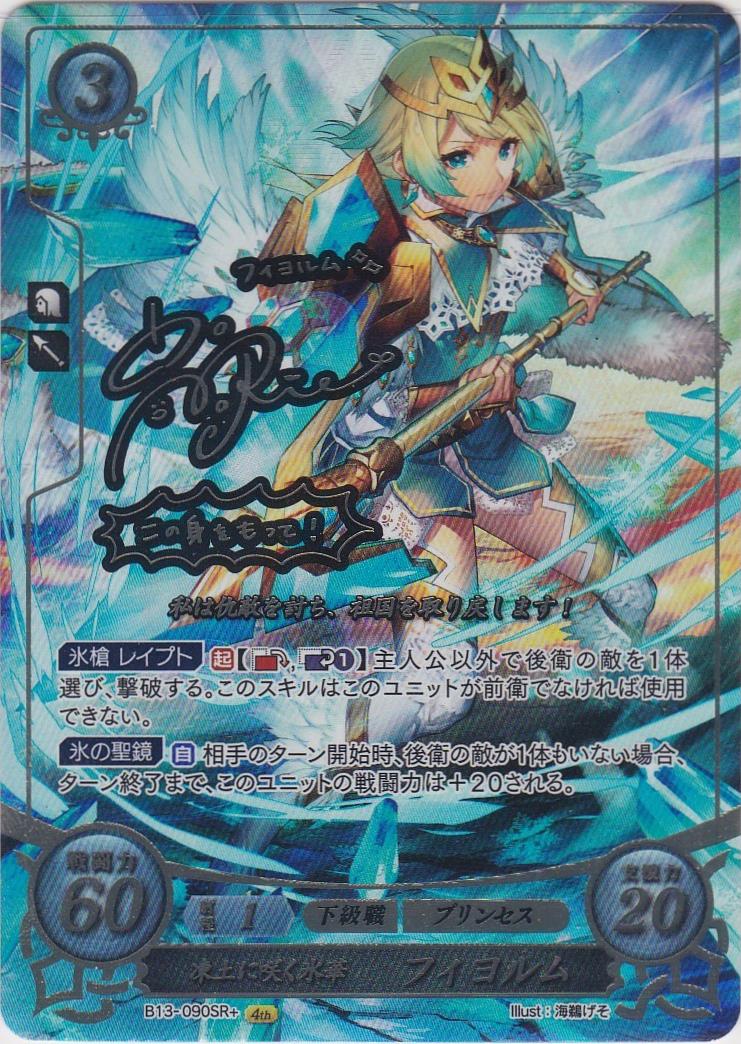 3
フィヨルム
この身をもって!
私は仇敵を討ち、祖国を取り戻します!
氷槍 レイプト 起【 , 1】主人公以外で後衛の敵を1体
選び、撃破する。このスキルはこのユニットが前衛でなければ使用
できない。
氷の聖鏡 自 相手のターン開始時、後衛の敵が1体もいない場合、
ターン終了まで、このユニットの戦闘力は+20される。
戦闘力
60
1 下級職 プリンセス
支援力
20
凍土に咲く氷華 フィヨルム
B13-090SR+ 4th Illust:海鵜げそ